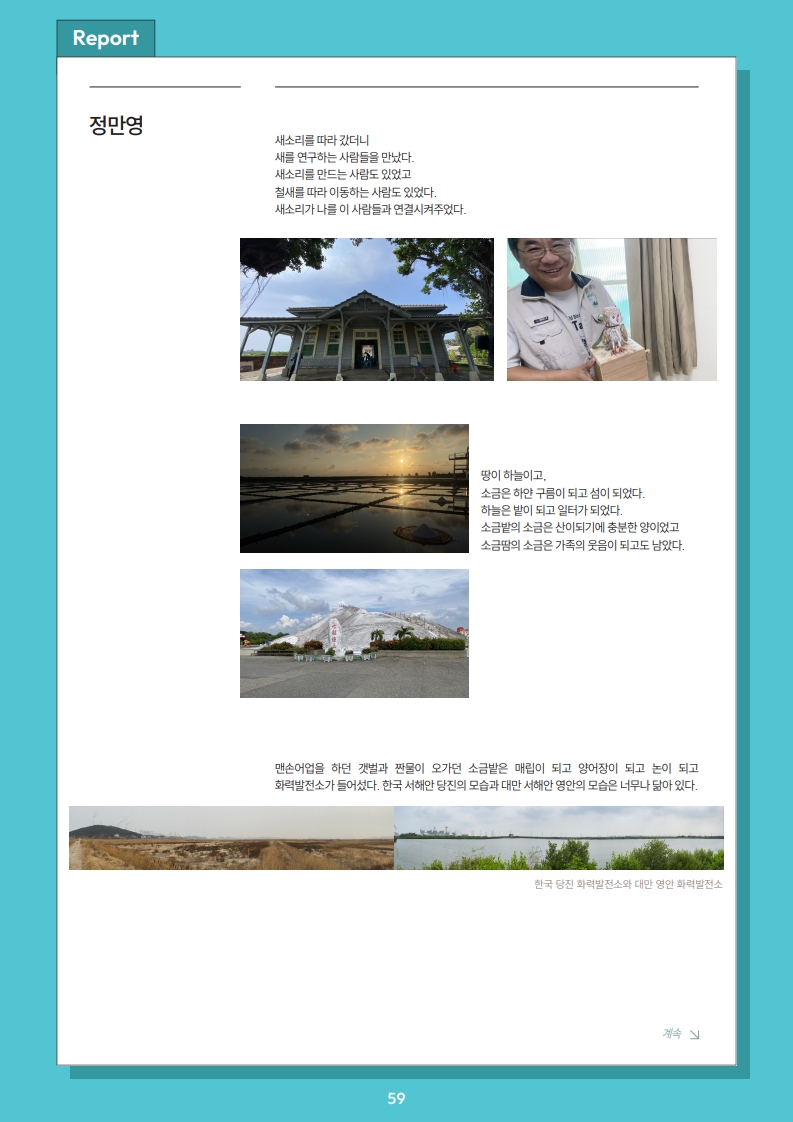 Report
정만영
새소리를 따라 갔더니
새를 연구하는 사람들을 만났다.
새소리를 만드는 사람도 있었고
철새를 따라 이동하는 사람도 있었다.
새소리가 나를 이 사람들과 연결시켜주었다.
땅이 하늘이고,
소금은 하얀 구름이 되고 섬이 되었다.
하늘은 밭이 되고 일터가 되었다.
소금밭의 소금은 산이되기에 충분한 양이었고
소금땀의 소금은 가족의 웃음이 되고도 남았다.
맨손어업을 하던 갯벌과 짠물이 오가던 소금밭은 매립이 되고 양어장이 되고 논이 되고
화력발전소가 들어섰다. 한국 서해안 당진의 모습과 대만 서해안 영안의 모습은 너무나 닮아 있다.
한국 당진 화력발전소와 대만 영안 화력발전소
계속
59